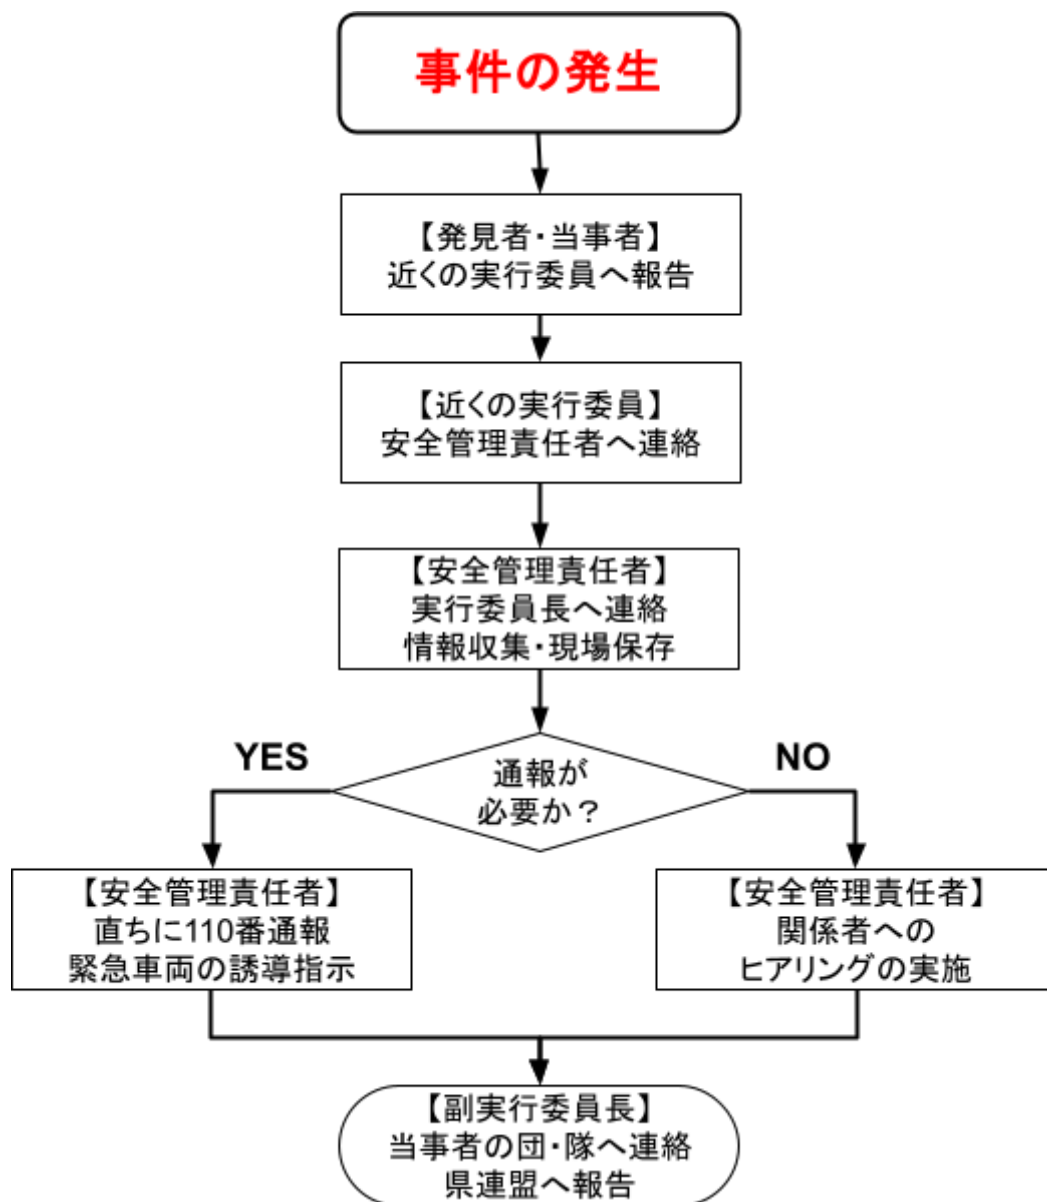 事件の発生
【発見者・当事者】
近くの実行委員へ報告
【近くの実行委員】
安全管理責任者へ連絡
【安全管理責任者】
実行委員長へ連絡
情報収集・現場保存
通報が
必要か？
YES
NO
【安全管理責任者】
直ちに110番通報
緊急車両の誘導指示
【安全管理責任者】
関係者への
ヒアリングの実施
【副実行委員長】
当事者の団・隊へ連絡
県連盟へ報告